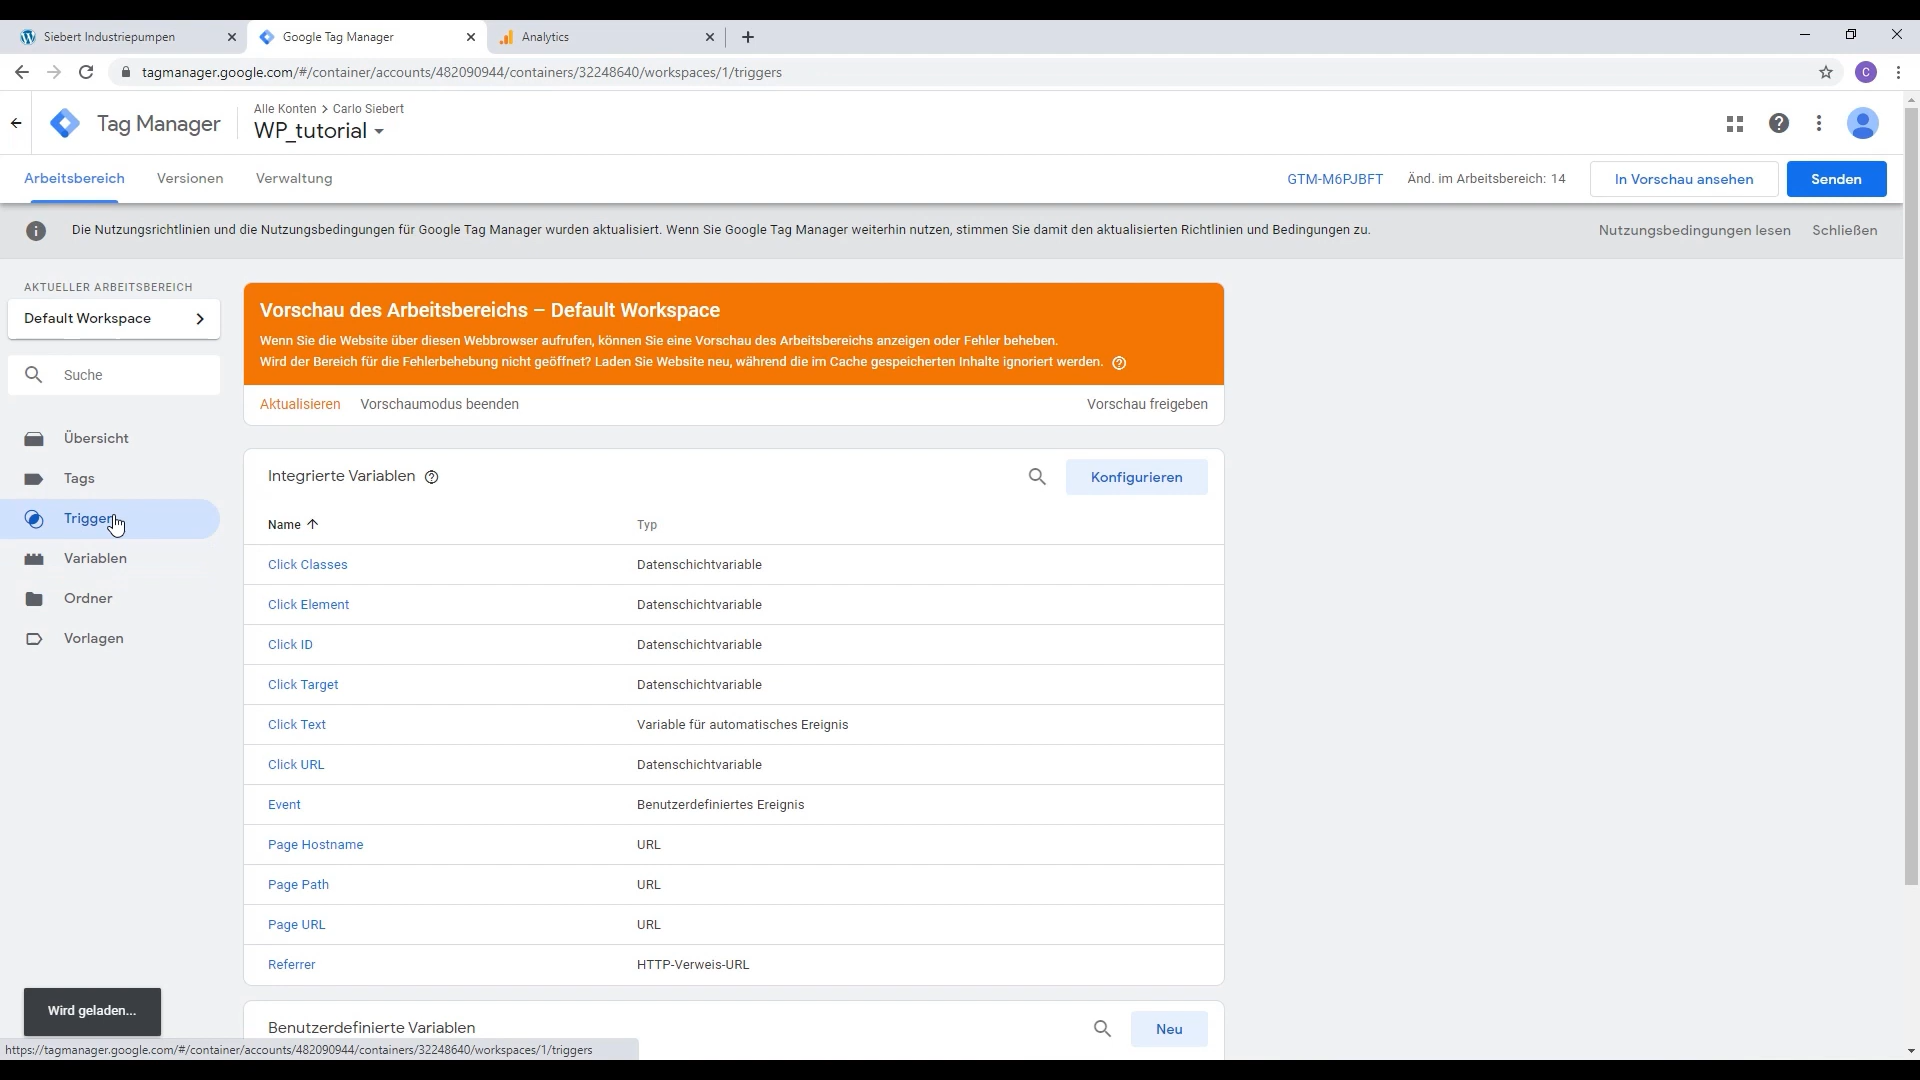 Siebert Industriepumpen
Google Tag Manager
Analytics
tagmanager.google.com/#/container/accounts/482090944/containers/32248640/workspaces/1/triggers
C
Tag Manager
Alle Konten > Carlo Siebert
WP_tutorial
Arbeitsbereich
Versionen
Verwaltung
GTM-M6PJBFT
Änd. im Arbeitsbereich: 14
In Vorschau ansehen
Senden
Die Nutzungsrichtlinien und die Nutzungsbedingungen für Google Tag Manager wurden aktualisiert. Wenn Sie Google Tag Manager weiterhin nutzen, stimmen Sie damit den aktualisierten Richtlinien und Bedingungen zu.
Nutzungsbedingungen lesen
Schließen
AKTUELLER ARBEITSBEREICH
Default Workspace
Suche
Übersicht
Tags
Trigger
Variablen
Ordner
Vorlagen
Vorschau des Arbeitsbereichs – Default Workspace
Wenn Sie die Website über diesen Webbrowser aufrufen, können Sie eine Vorschau des Arbeitsbereichs anzeigen oder Fehler beheben.
Wird der Bereich für die Fehlerbehebung nicht geöffnet? Laden Sie Website neu, während die im Cache gespeicherten Inhalte ignoriert werden.
Aktualisieren
Vorschaumodus beenden
Vorschau freigeben
Integrierte Variablen
Konfigurieren
Name
Typ
Click Classes
Datenschichtvariable
Click Element
Datenschichtvariable
Click ID
Datenschichtvariable
Click Target
Datenschichtvariable
Click Text
Variable für automatisches Ereignis
Click URL
Datenschichtvariable
Event
Benutzerdefiniertes Ereignis
Page Hostname
URL
Page Path
URL
Page URL
URL
Referrer
HTTP-Verweis-URL
Benutzerdefinierte Variablen
Neu
Wird geladen...
https://tagmanager.google.com/#/container/accounts/482090944/containers/32248640/workspaces/1/triggers